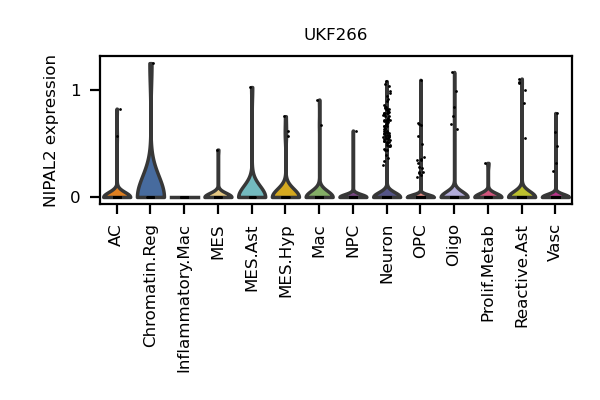 UKF266
NIPAL2 expression
1
0
AC
Chromatin.Reg
Inflammatory.Mac
MES
MES.Ast
MES.Hyp
Mac
NPC
Neuron
OPC
Oligo
Prolif.Metab
Reactive.Ast
Vasc